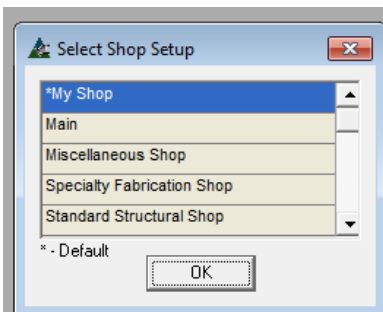 Select Shop Setup
*My Shop
Main
Miscellaneous Shop
Specialty Fabrication Shop
Standard Structural Shop
* - Default
OK